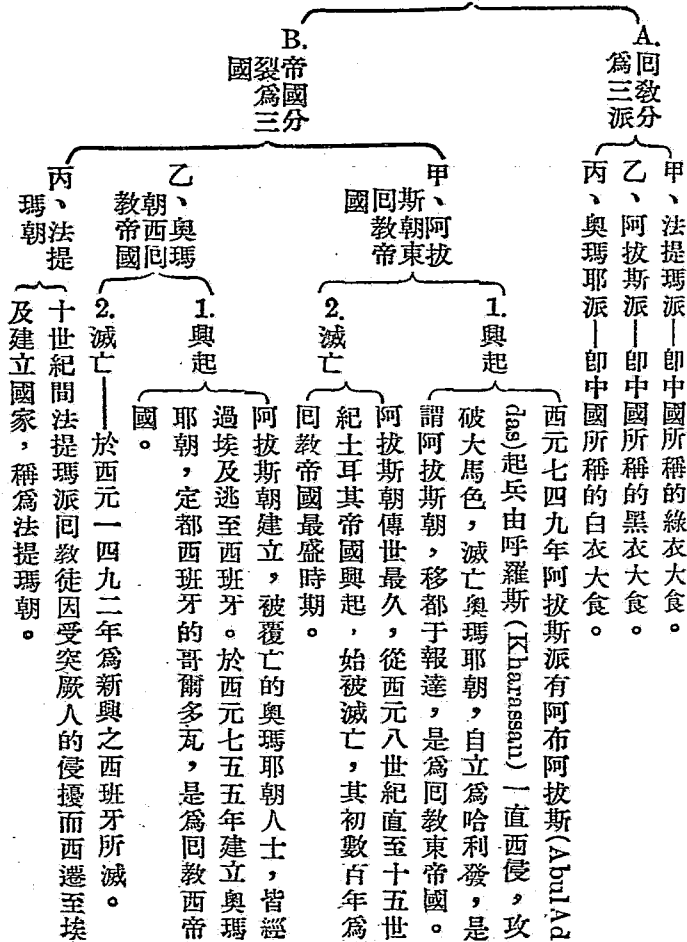 A.回教分
爲三派
甲、法提瑪派—卽中國所稱的綠衣大食。
乙、阿拔斯派—卽中國所稱的黑衣大食。
丙、奧瑪耶派—卽中國所稱的白衣大食。
B.帝國分
裂爲三
國
甲、阿拔
斯朝東
回教帝
國
1.興起
西元七四九年阿拔斯派有阿布阿拔斯(AbulAd
das)起兵由呼羅斯(Kharassan)一直西侵，攻
破大馬色，滅亡奧瑪耶朝，自立爲哈利發，是
謂阿拔斯朝，移都于報達，是爲回教東帝國。
2.滅亡
阿拔斯朝傳世最久，從西元八世紀直至十五世
紀土耳其帝國興起，始被滅亡，其初數百年爲
回教帝國最盛時期。
乙、奧瑪
朝西回
教帝國
1.興起
阿拔斯朝建立，被覆亡的奧瑪耶朝人士，皆經
過埃及逃至西班牙。於西元七五五年建立奧瑪
耶朝，定都西班牙的哥爾多瓦，是爲回教西帝
國。
2.滅亡—於西元一四九二年爲新興之西班牙所滅。
丙、法提
瑪朝
十世紀間法提瑪派回教徒因受突厥人的侵擾而西遷至埃
及建立國家，稱爲法提瑪朝。